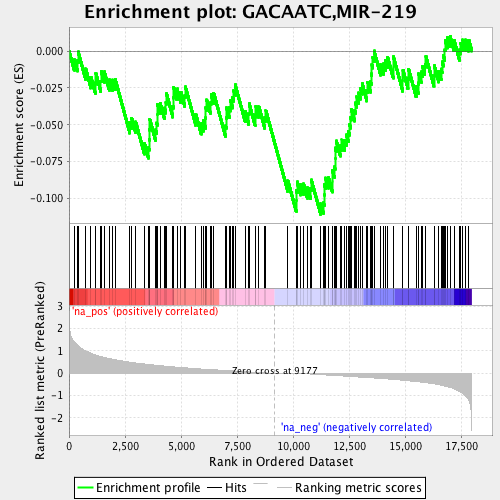 Enrichment plot: GACAATC,MIR-219
Enrichment score (ES)
0.000
-0.025
-0.050
-0.075
-0.100
'na_pos' (positively correlated)
Ranked list metric (PreRanked)
3
2
1
0
-1
-2
Zero cross at 9177
'na_neg' (negatively correlated)
0
2,500
5,000
7,500
10,000
12,500
15,000
17,500
Rank in Ordered Dataset
Enrichment profile
Hits
Ranking metric scores